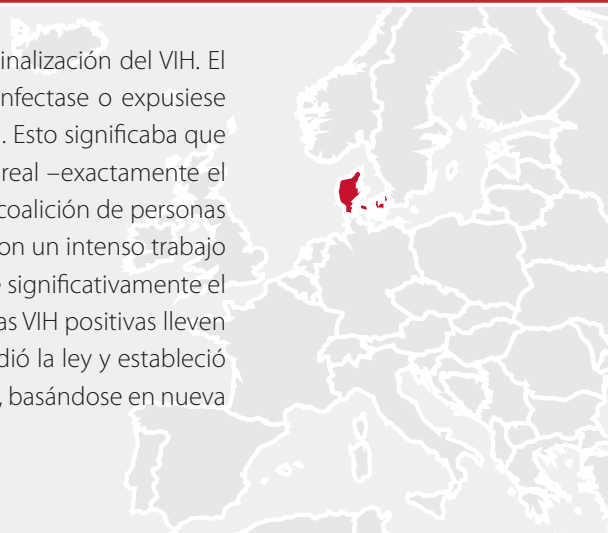 inalización del VIH. El
nfectase o expusiese
. Esto significaba que
real –exactamente el
coalición de personas
on un intenso trabajo
significativamente el
as VIH positivas lleven
dió la ley y estableció
, basándose en nueva